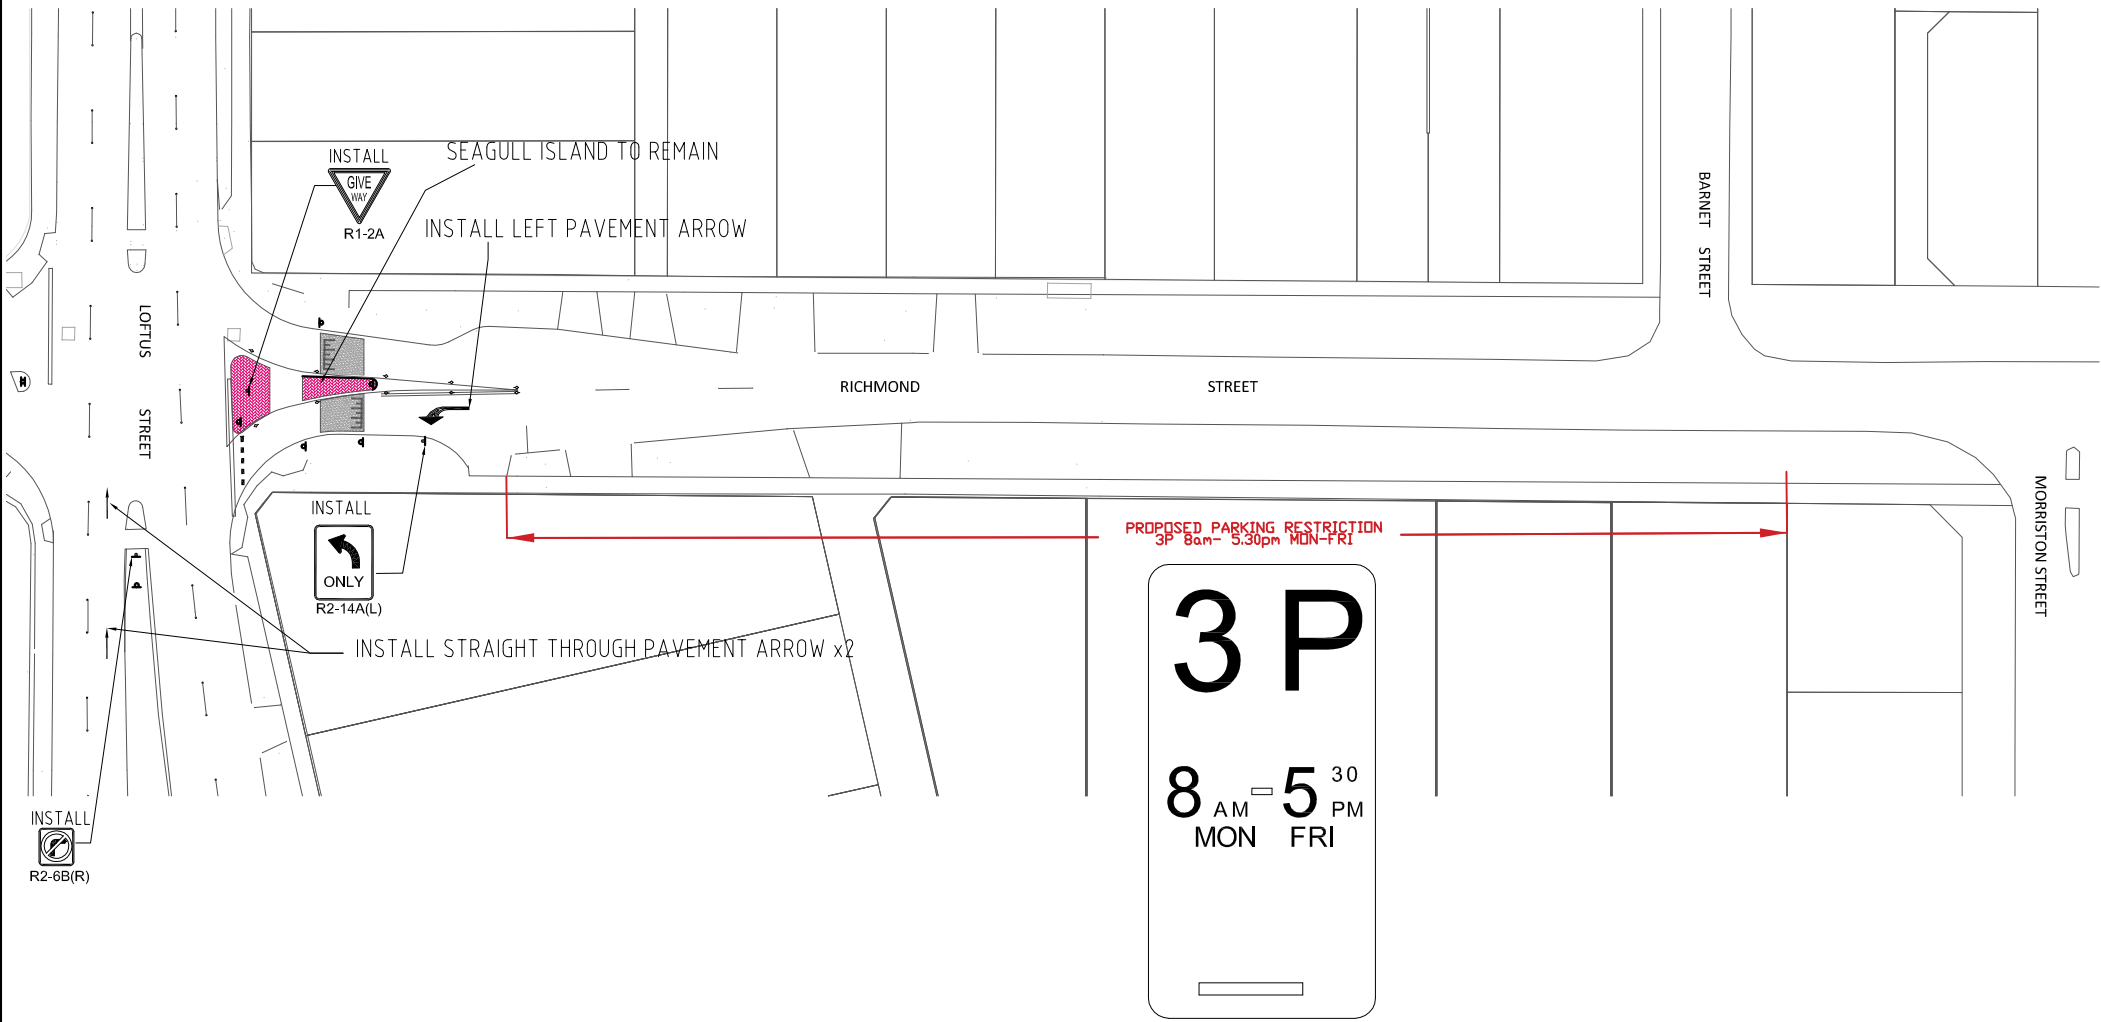 INSTALL
GIVE
WAY
R1-2A
SEAGULL ISLAND TO REMAIN
INSTALL LEFT PAVEMENT ARROW
BARNET STREET
LOFTUS STREET
RICHMOND STREET
MORRISTON STREET
INSTALL
ONLY
R2-14A(L)
PROPOSED PARKING RESTRICTION
3P 8am- 5.30pm MON-FRI
INSTALL STRAIGHT THROUGH PAVEMENT ARROW x2
3 P
8 AM - 5 30 PM
MON FRI
INSTALL
R2-6B(R)